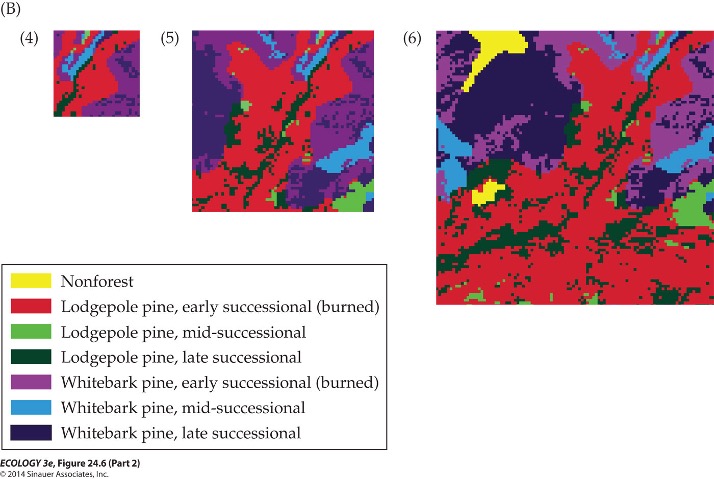 (B)
(4) (5) (6)
Nonforest
Lodgepole pine, early successional (burned)
Lodgepole pine, mid-successional
Lodgepole pine, late successional
Whitebark pine, early successional (burned)
Whitebark pine, mid-successional
Whitebark pine, late successional
ECOLOGY 3e, Figure 24.6 (Part 2)
© 2014 Sinauer Associates, Inc.